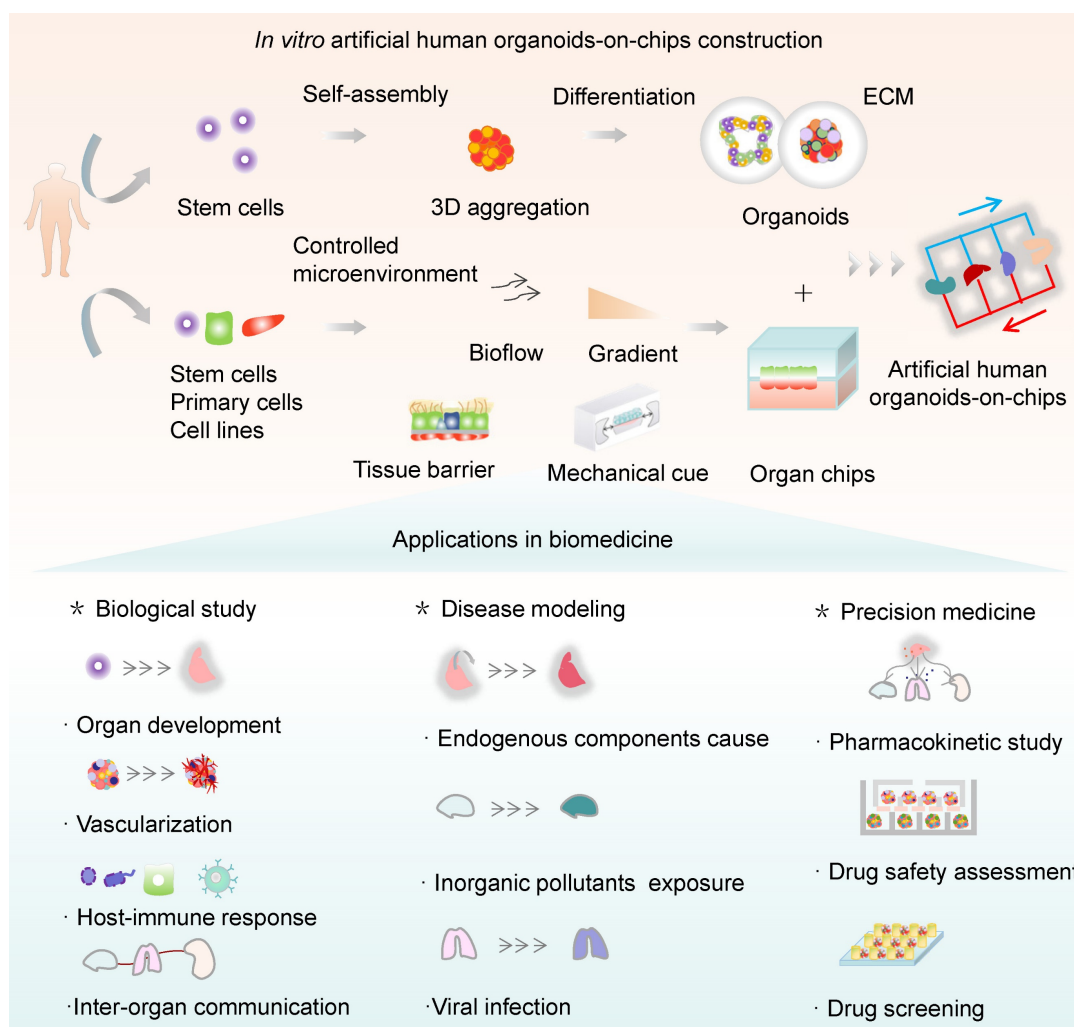 In vitro artificial human organoids-on-chips construction
Self-assembly
Differentiation
ECM
Stem cells
3D aggregation
Organoids
Controlled
microenvironment
+
Bioflow
Gradient
Stem cells
Primary cells
Cell lines
Artificial human
organoids-on-chips
Tissue barrier
Mechanical cue
Organ chips
Applications in biomedicine
* Biological study
· Organ development
· Vascularization
· Host-immune response
· Inter-organ communication
* Disease modeling
· Endogenous components cause
· Inorganic pollutants exposure
· Viral infection
* Precision medicine
· Pharmacokinetic study
· Drug safety assessment
· Drug screening